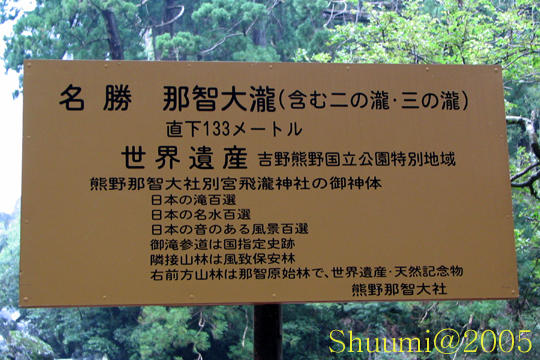 名勝 那智大瀧(含む二の瀧・三の瀧)
直下133メートル
世界遺産 吉野熊野国立公園特別地域
熊野那智大社別宮飛瀧神社の御神体
日本の滝百選
日本の名水百選
日本の音のある風景百選
御滝参道は国指定史跡
隣接山林は風致保安林
右前方山林は那智原始林で、世界遺産・天然記念物
熊野那智大社
Shuumi@2005